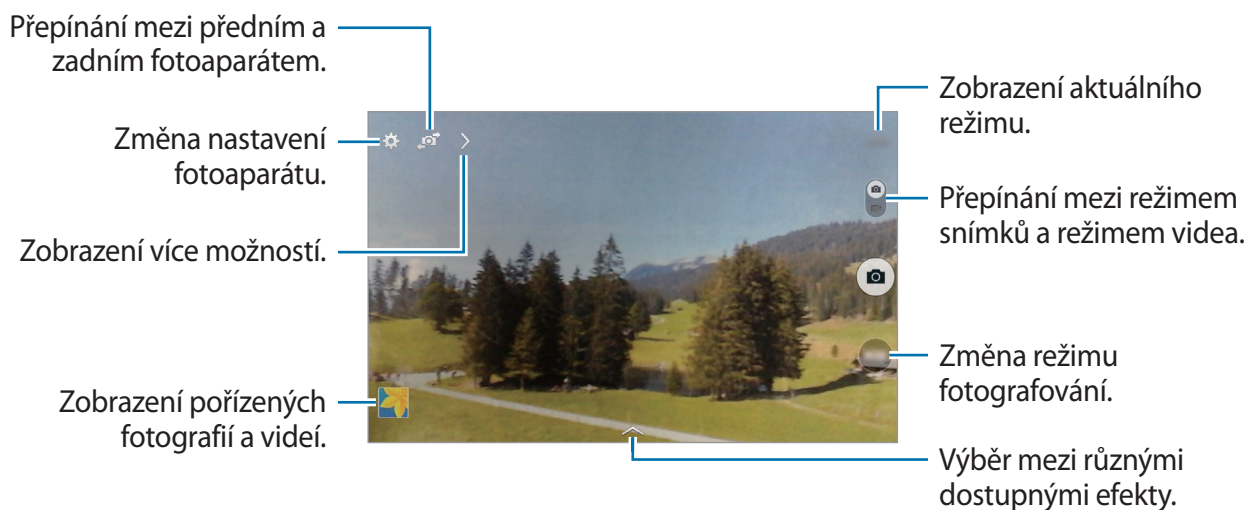 Přepínání mezi předním a
zadním fotoaparátem.
Změna nastavení
fotoaparátu.
Zobrazení více možností.
Zobrazení pořízených
fotografií a videí.
Zobrazení aktuálního
režimu.
Přepínání mezi režimem
snímků a režimem videa.
Změna režimu
fotografování.
Výběr mezi různými
dostupnými efekty.